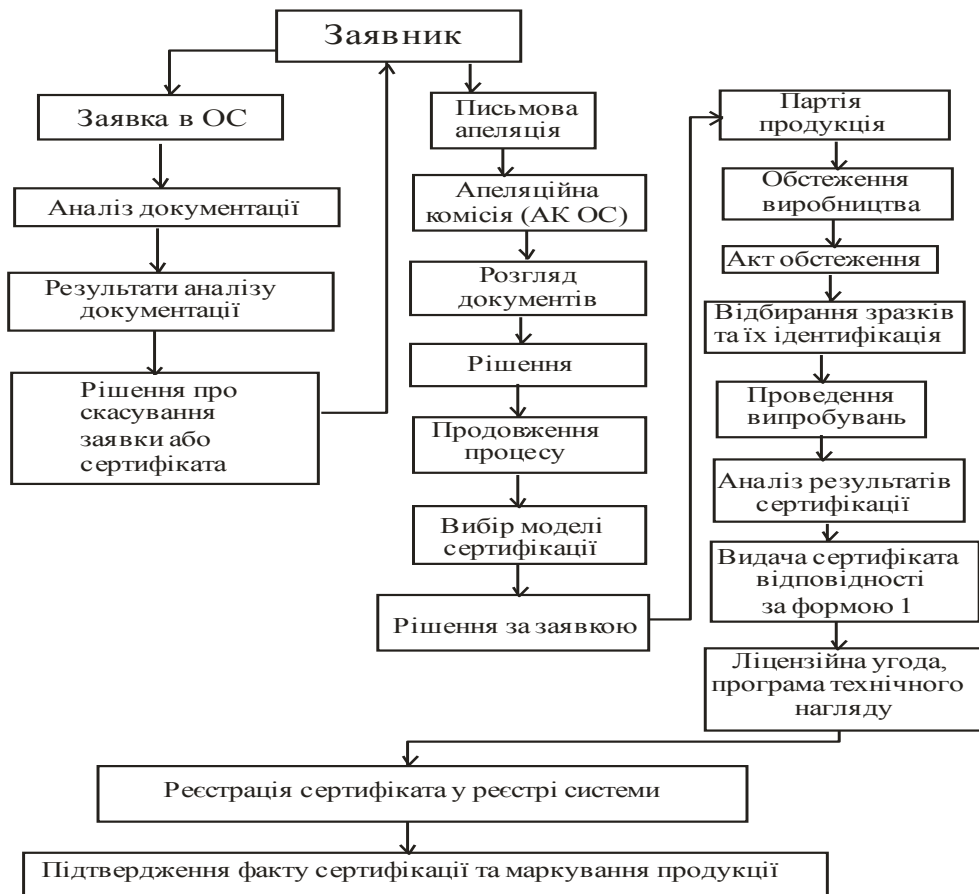 Заявник
Заявка в ОС
Аналіз документації
Результати аналізу
документації
Рішення про
скасування
заявки або
сертифіката
Письмова
апеляція
Апеляційна
комісія (АК ОС)
Розгляд
документів
Рішення
Продовження
процесу
Вибір моделі
сертифікації
Рішення за заявкою
Партія
продукція
Обстеження
виробництва
Акт обстеження
Відбирання зразків
та їх ідентифікація
Проведення
випробувань
Аналіз результатів
сертифікації
Видача сертифіката
відповідності
за формою 1
Ліцензійна угода,
програма технічного
нагляду
Реєстрація сертифіката у реєстрі системи
Підтвердження факту сертифікації та маркування продукції